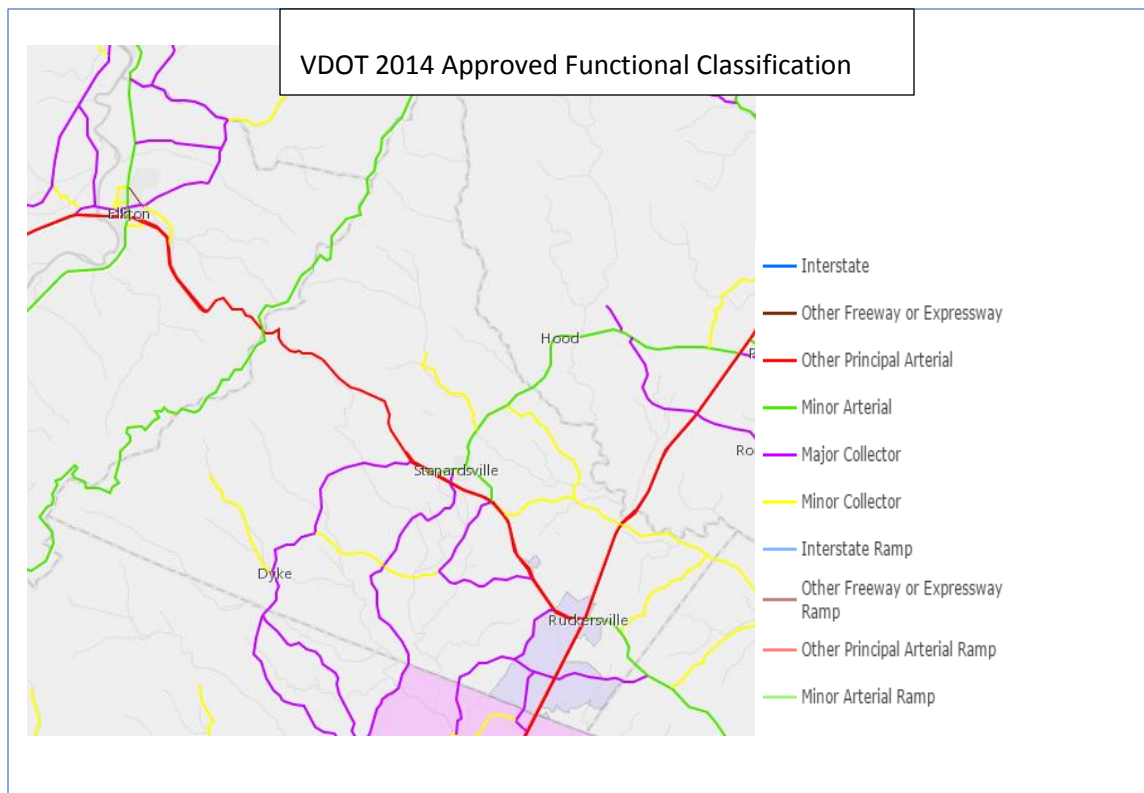 VDOT 2014 Approved Functional Classification
Elkton
Hood
Stanardsville
Dyke
Ruckersville
Interstate
Other Freeway or Expressway
Other Principal Arterial
Minor Arterial
Major Collector
Minor Collector
Interstate Ramp
Other Freeway or Expressway
Ramp
Other Principal Arterial Ramp
Minor Arterial Ramp